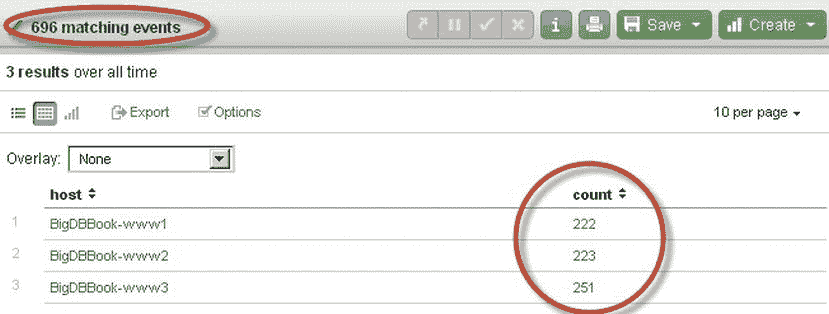 696 matching events
Save
Create
3 results over all time
Export
Options
10 per page
Overlay: None
host count
1 BigDBBook-www1 222
2 BigDBBook-www2 223
3 BigDBBook-www3 251